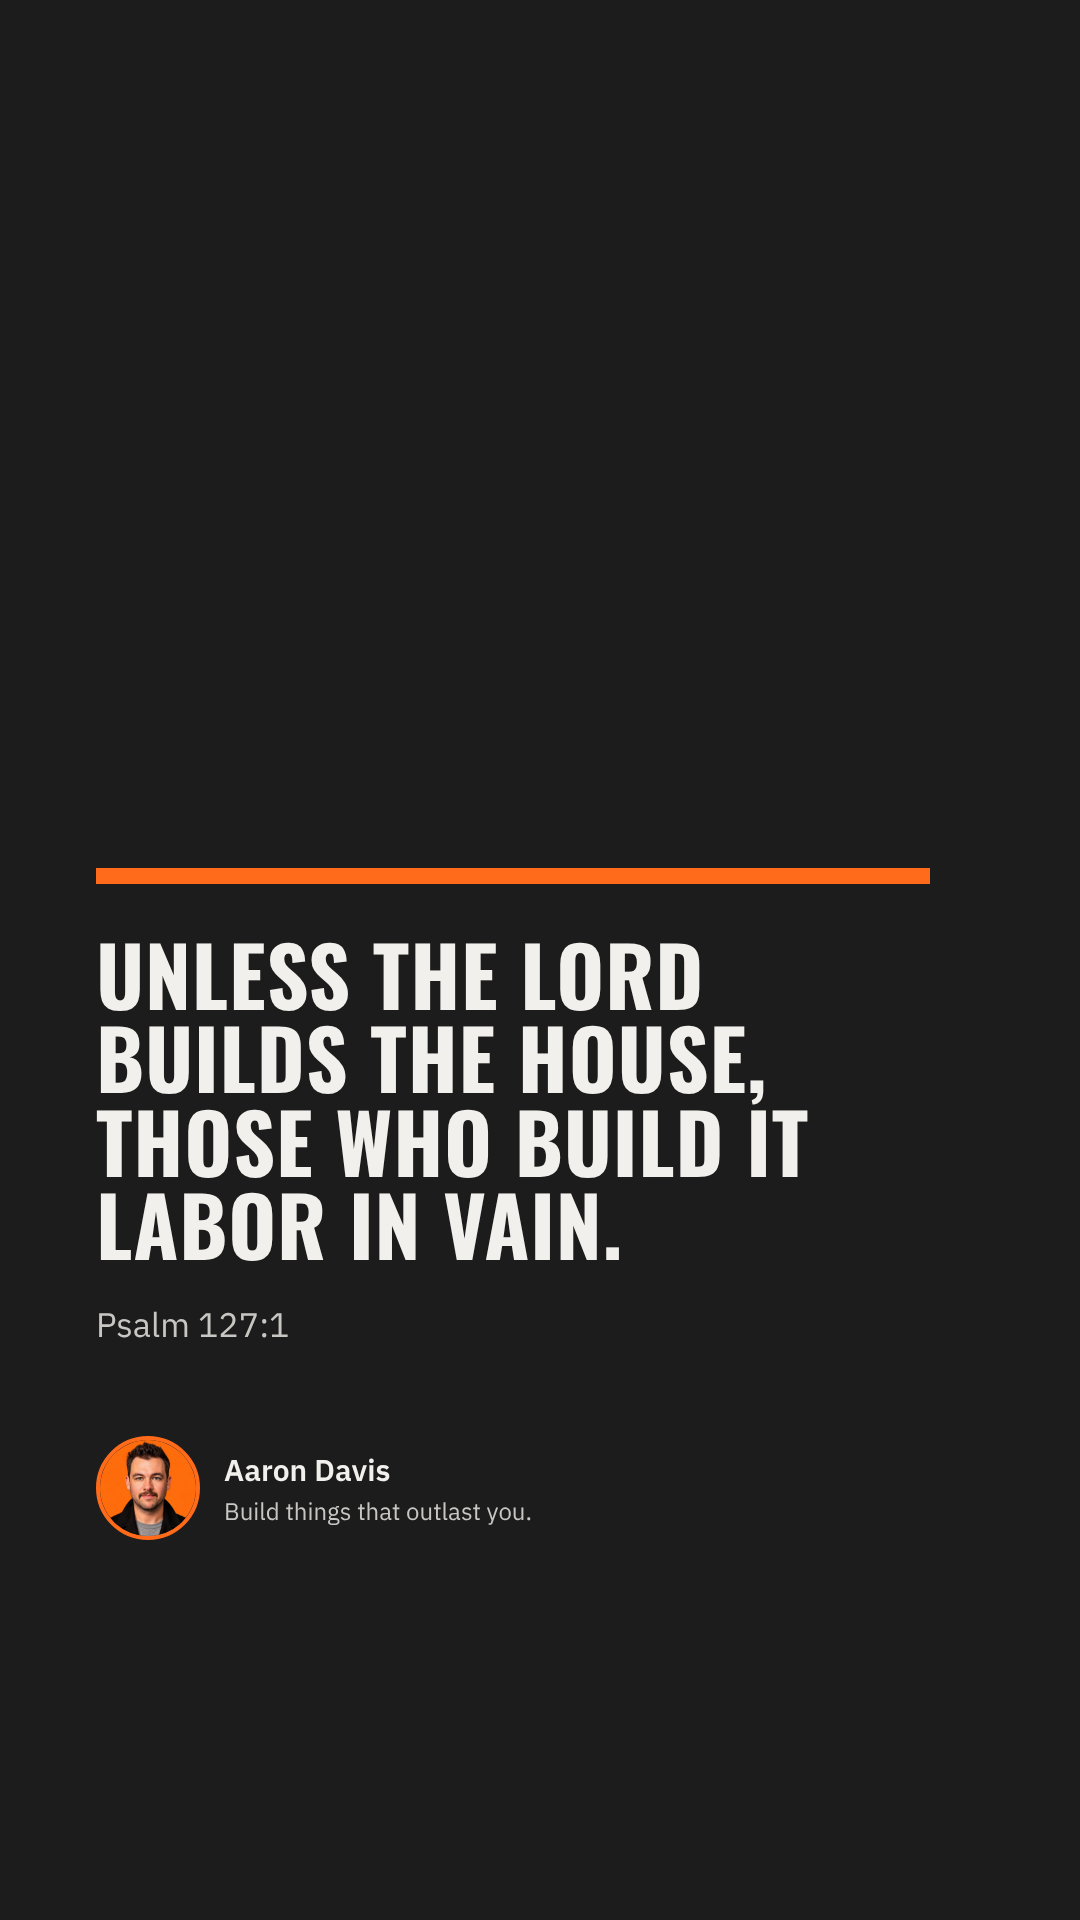 UNLESS THE LORD
BUILDS THE HOUSE,
THOSE WHO BUILD IT
LABOR IN VAIN.
Psalm 127:1
Aaron Davis
Build things that outlast you.